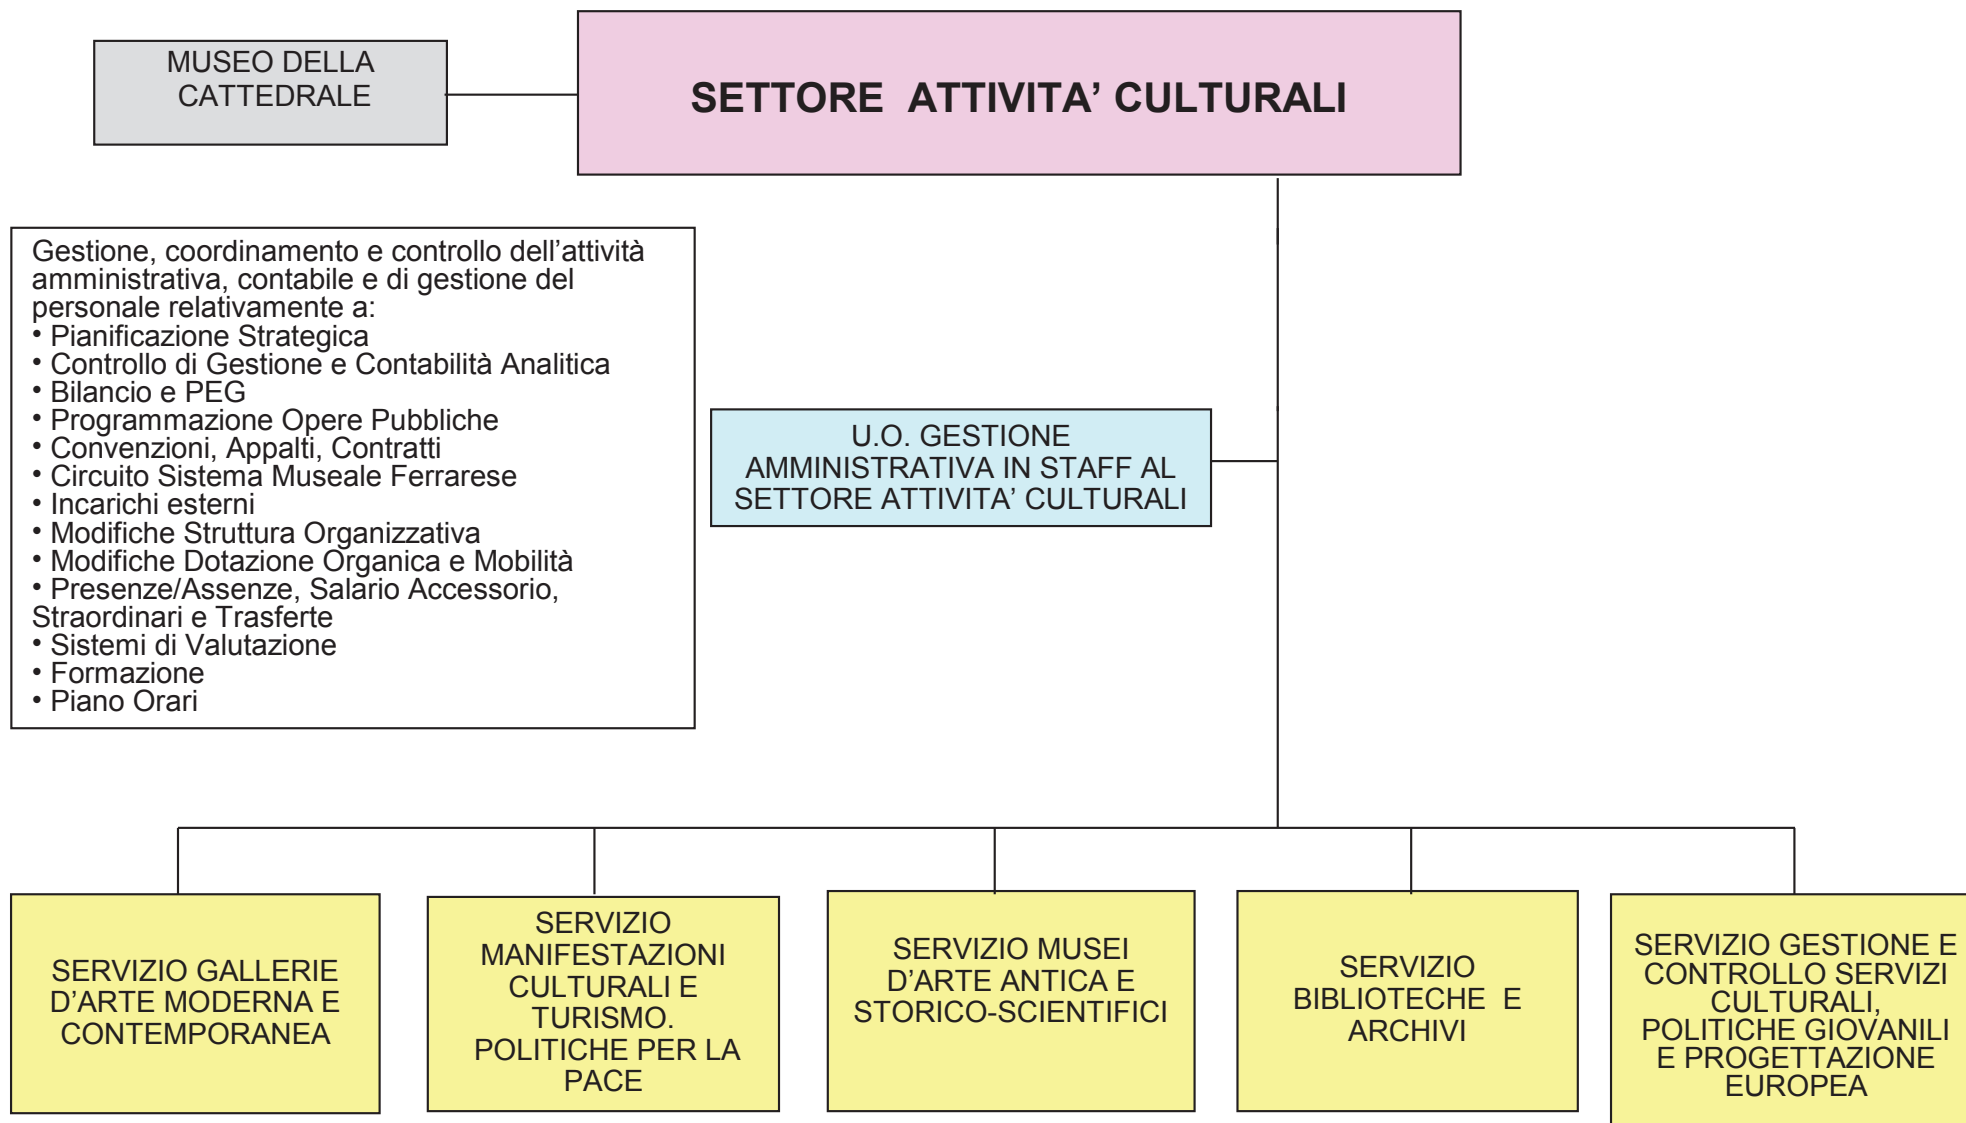 MUSEO DELLA
CATTEDRALE
SETTORE ATTIVITA’ CULTURALI
Gestione, coordinamento e controllo dell’attività
amministrativa, contabile e di gestione del
personale relativamente a:
• Pianificazione Strategica
• Controllo di Gestione e Contabilità Analitica
• Bilancio e PEG
• Programmazione Opere Pubbliche
• Convenzioni, Appalti, Contratti
• Circuito Sistema Museale Ferrarese
• Incarichi esterni
• Modifiche Struttura Organizzativa
• Modifiche Dotazione Organica e Mobilità
• Presenze/Assenze, Salario Accessorio,
Straordinari e Trasferte
• Sistemi di Valutazione
• Formazione
• Piano Orari
U.O. GESTIONE
AMMINISTRATIVA IN STAFF AL
SETTORE ATTIVITA’ CULTURALI
SERVIZIO GALLERIE
D’ARTE MODERNA E
CONTEMPORANEA
SERVIZIO
MANIFESTAZIONI
CULTURALI E
TURISMO.
POLITICHE PER LA
PACE
SERVIZIO MUSEI
D’ARTE ANTICA E
STORICO-SCIENTIFICI
SERVIZIO
BIBLIOTECHE E
ARCHIVI
SERVIZIO GESTIONE E
CONTROLLO SERVIZI
CULTURALI,
POLITICHE GIOVANILI
E PROGETTAZIONE
EUROPEA